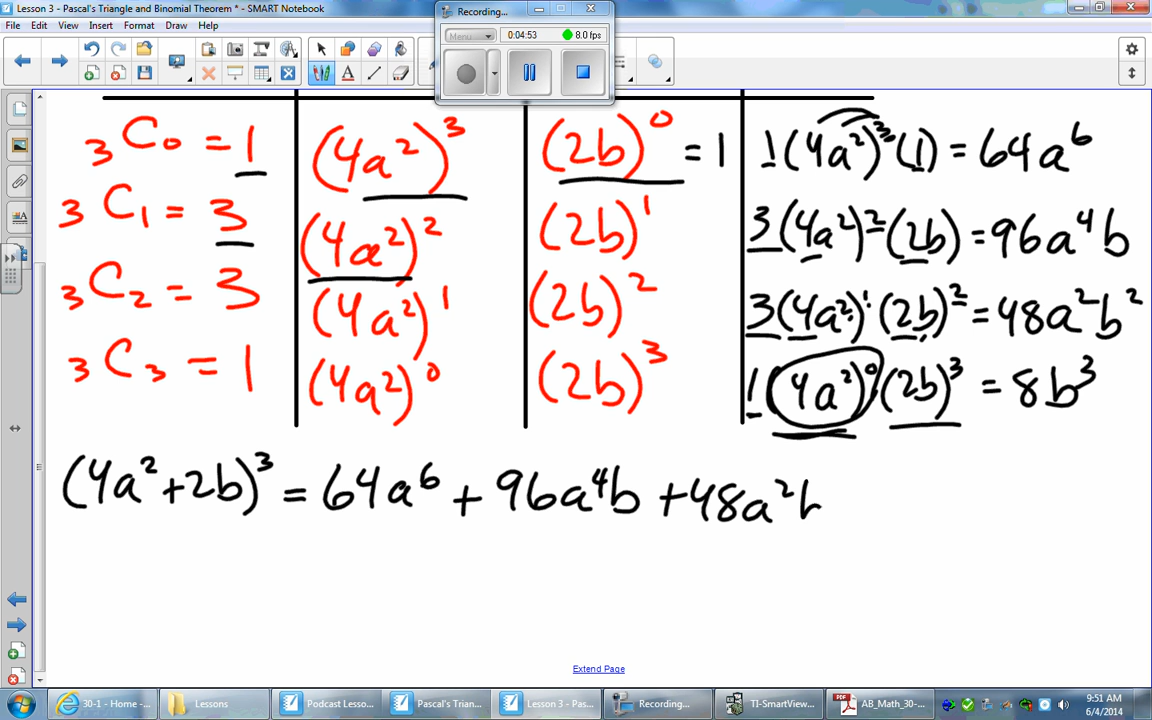 Lesson 3 - Pascal's Triangle and Binomial Theorem * - SMART Notebook
Recording...
File Edit View Insert Format Draw Help
Menu 0:04:53 8.0 fps
₃C₀ = 1 (4a²)³ (2b)⁰ = 1 1(4a²)³(1) = 64a⁶
₃C₁ = 3 (4a²)² (2b)¹ 3(4a²)²(2b) = 96a⁴b
₃C₂ = 3 (4a²)¹ (2b)² 3(4a²)¹(2b)² = 48a²b²
₃C₃ = 1 (4a²)⁰ (2b)³ 1(4a²)⁰(2b)³ = 8b³
(4a² + 2b)³ = 64a⁶ + 96a⁴b + 48a²
Extend Page
30-1 - Home -... Lessons Podcast Lesso... Pascal's Trian... Lesson 3 - Pas... Recording... TI-SmartView... AB_Math_30-... 9:51 AM
6/4/2014